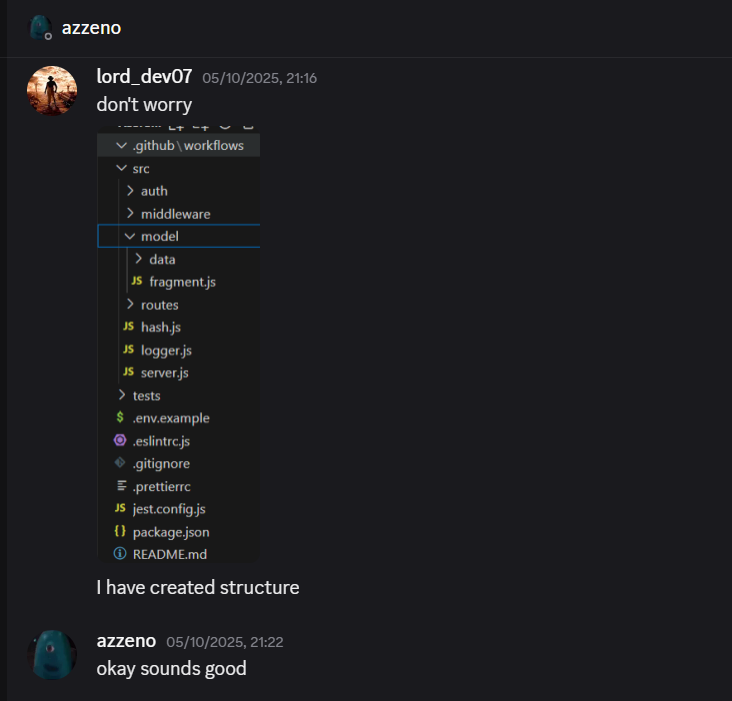 azzeno
lord_dev07 05/10/2025, 21:16
don't worry
.github\workflows
src
auth
middleware
model
data
JS fragment.js
routes
JS hash.js
JS logger.js
JS server.js
tests
$ .env.example
.eslintrc.js
.gitignore
.prettierrc
JS jest.config.js
{} package.json
README.md
I have created structure
azzeno 05/10/2025, 21:22
okay sounds good